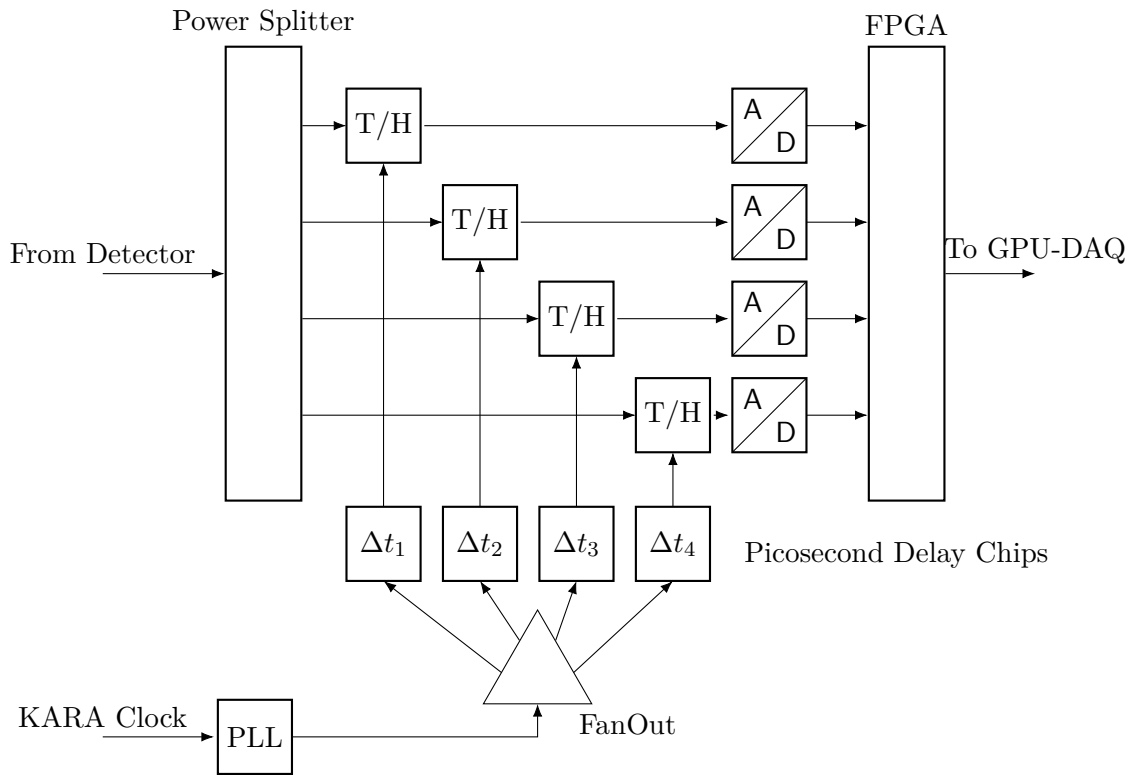 Power Splitter
FPGA
T/H
A
D
T/H
A
D
From Detector
To GPU-DAQ
T/H
A
D
T/H
A
D
Δt₁
Δt₂
Δt₃
Δt₄
Picosecond Delay Chips
KARA Clock
PLL
FanOut